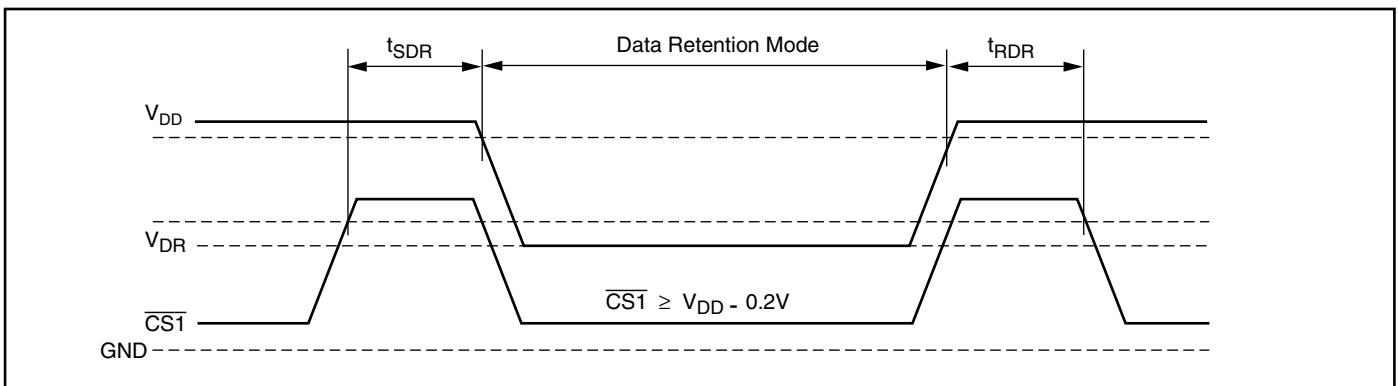 tSDR Data Retention Mode tRDR
VDD
VDR
CS1 ≥ VDD - 0.2V
CS1
GND